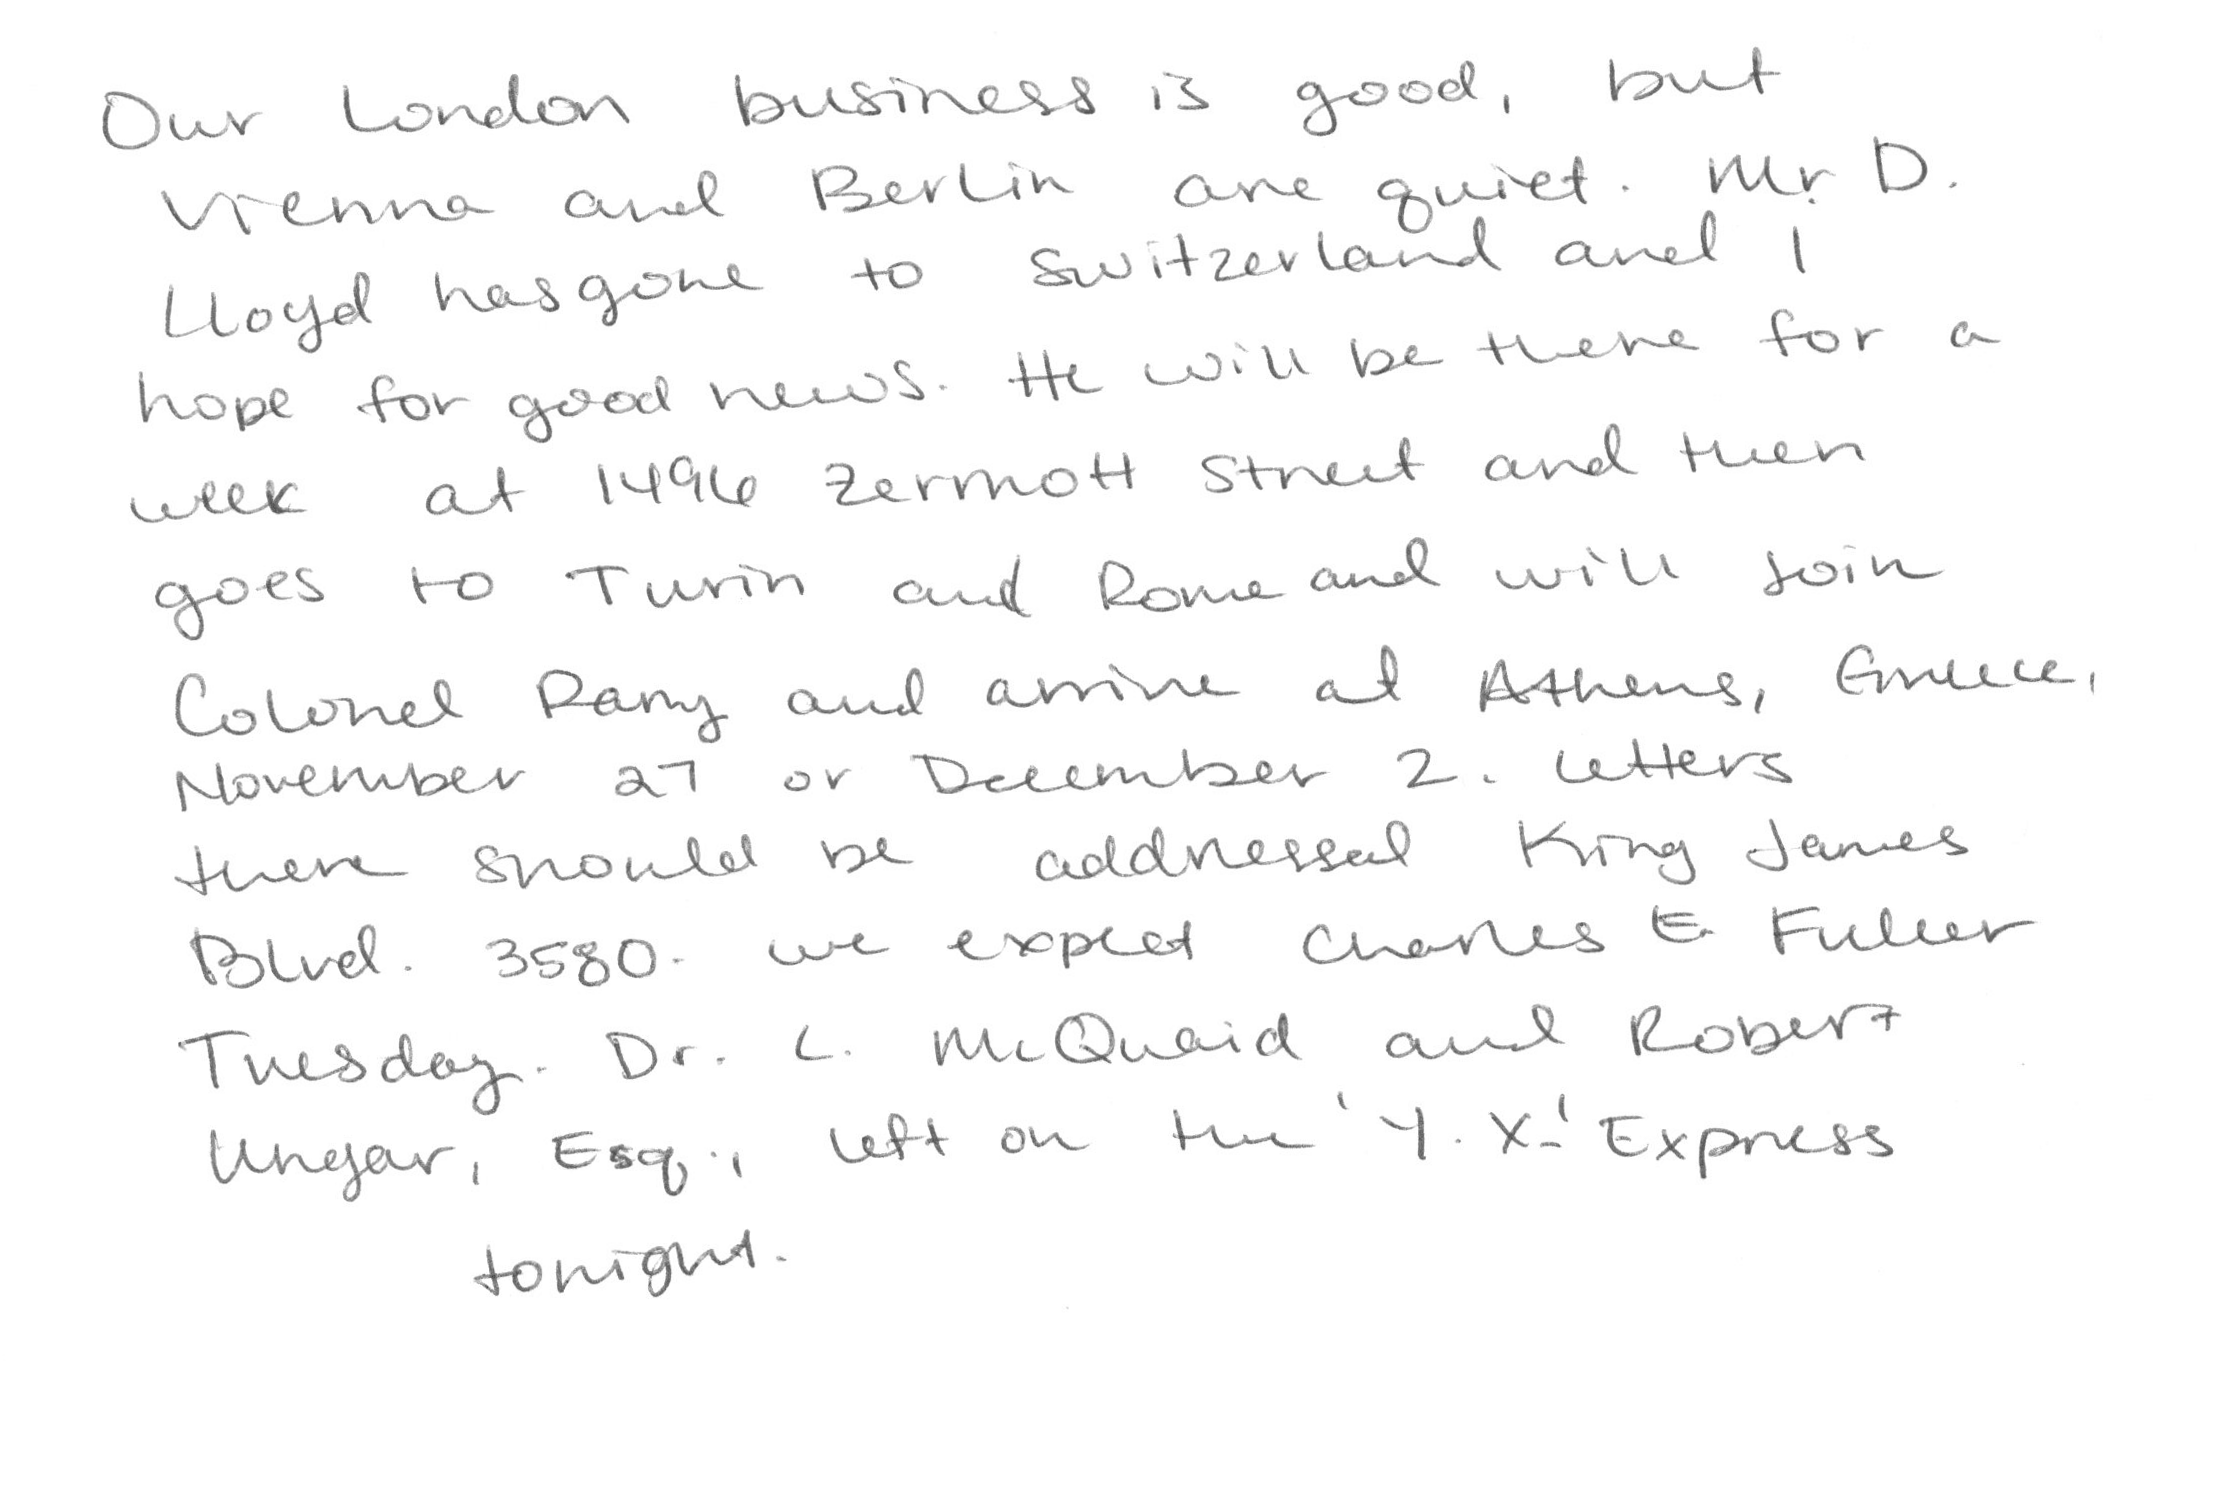 Our London business is good, but
Vienna and Berlin are quiet. Mr. D.
Lloyd has gone to Switzerland and I
hope for good news. He will be there for a
week at 1496 Zermott Street and then
goes to Turin and Rome and will join
Colonel Parry and arrive at Athens, Greece,
November 27 or December 2. Letters
there should be addressed King James
Blvd. 3580. We expect Charles E. Fuller
Tuesday. Dr. L. McQuaid and Robert
Ungar, Esq., left on the 'Y. X.' Express
tonight.